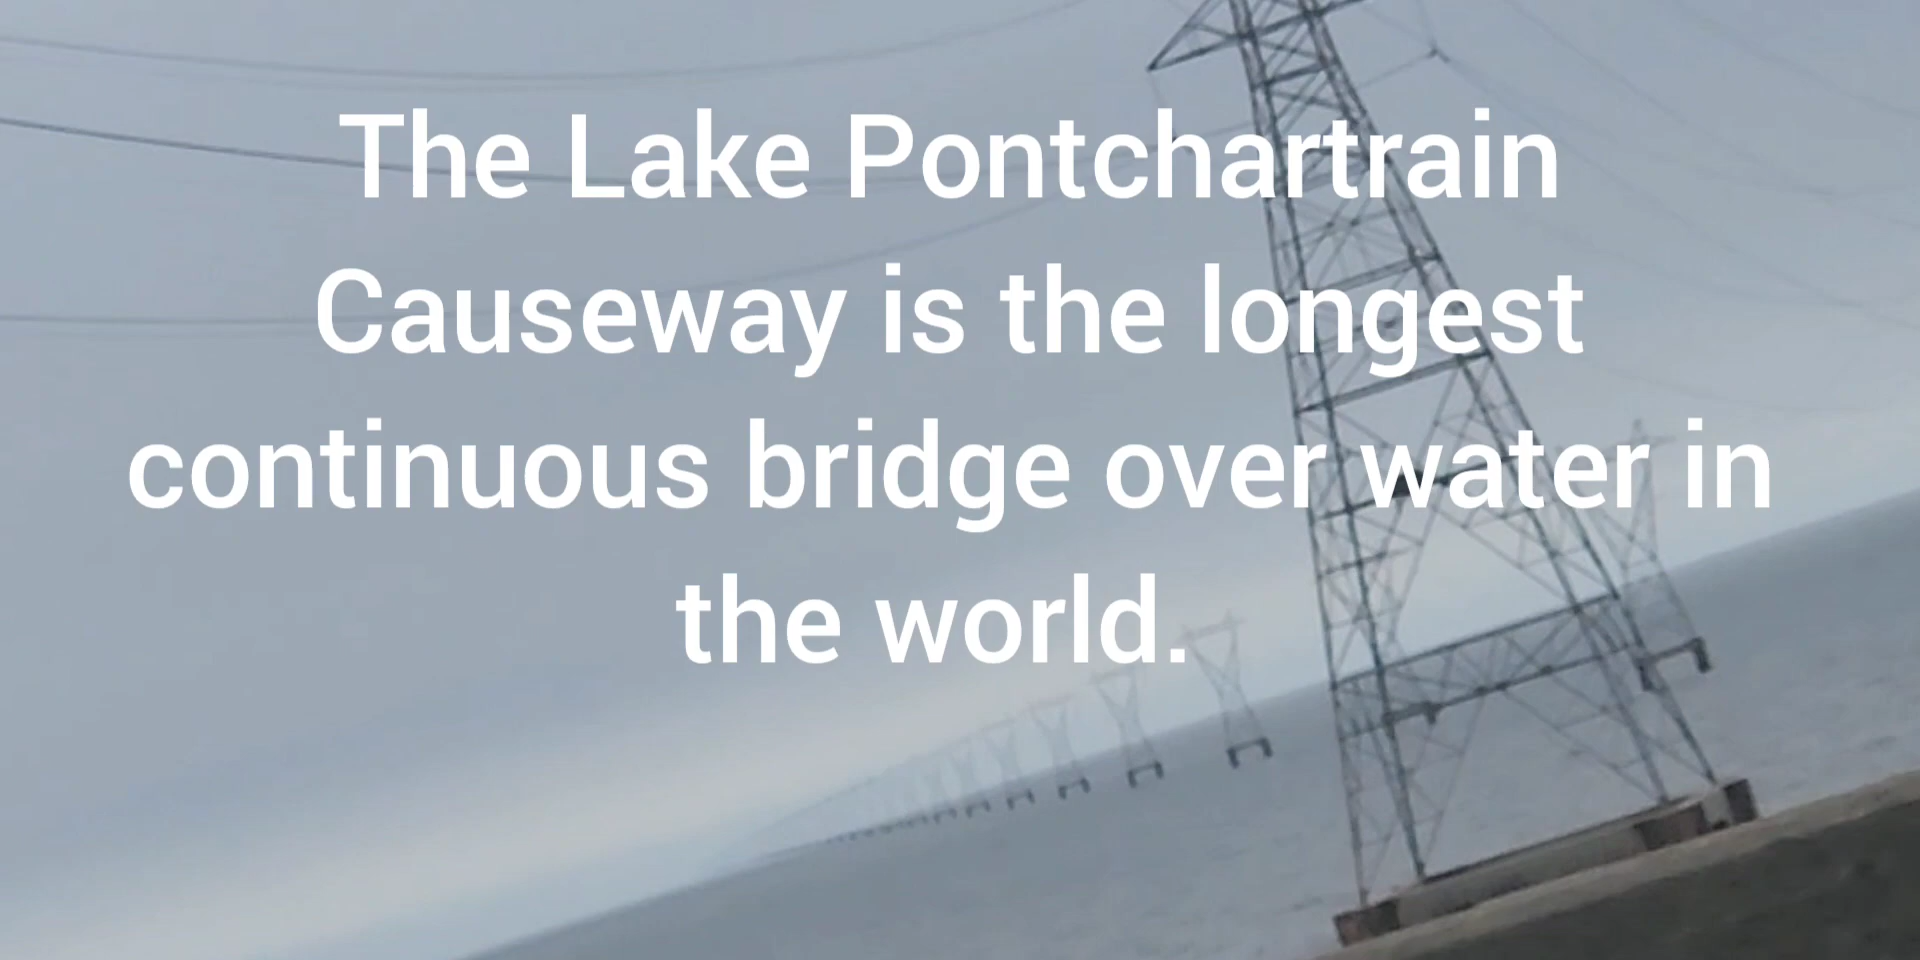 The Lake Pontchartrain
Causeway is the longest
continuous bridge over water in
the world.